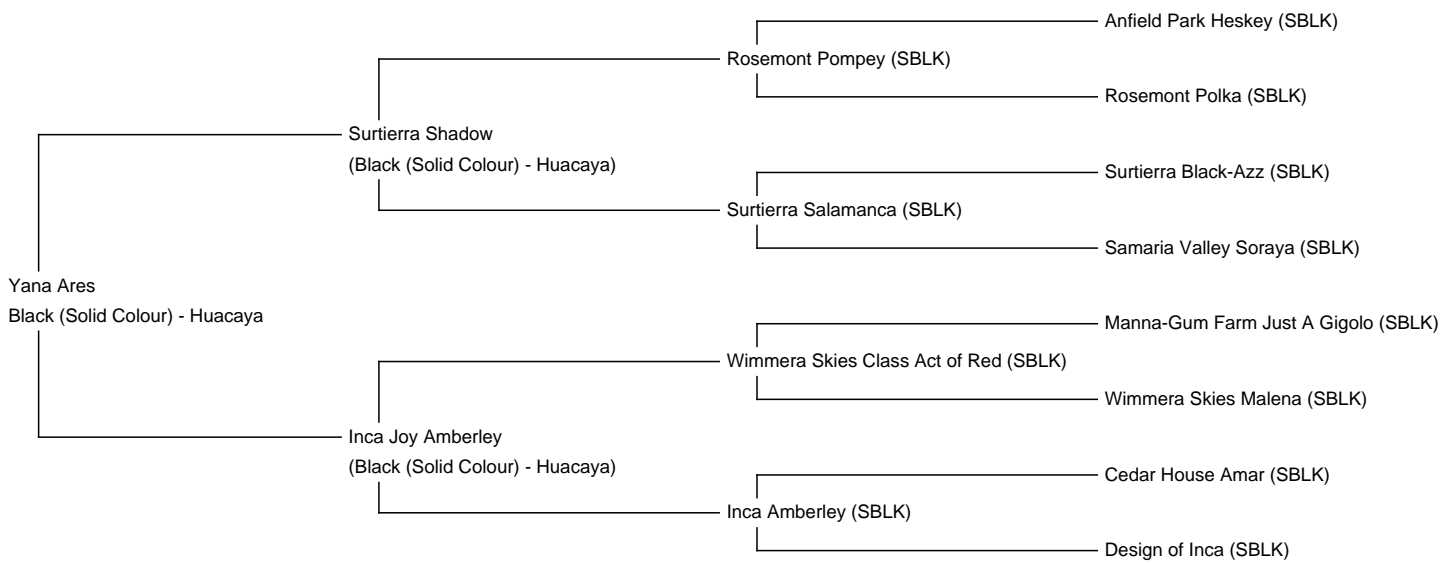 Anfield Park Heskey (SBLK)
Rosemont Pompey (SBLK)
Rosemont Polka (SBLK)
Surtierra Shadow
(Black (Solid Colour) - Huacaya)
Surtierra Black-Azz (SBLK)
Surtierra Salamanca (SBLK)
Samaria Valley Soraya (SBLK)
Yana Ares
Black (Solid Colour) - Huacaya
Manna-Gum Farm Just A Gigolo (SBLK)
Wimmera Skies Class Act of Red (SBLK)
Wimmera Skies Malena (SBLK)
Inca Joy Amberley
(Black (Solid Colour) - Huacaya)
Cedar House Amar (SBLK)
Inca Amberley (SBLK)
Design of Inca (SBLK)